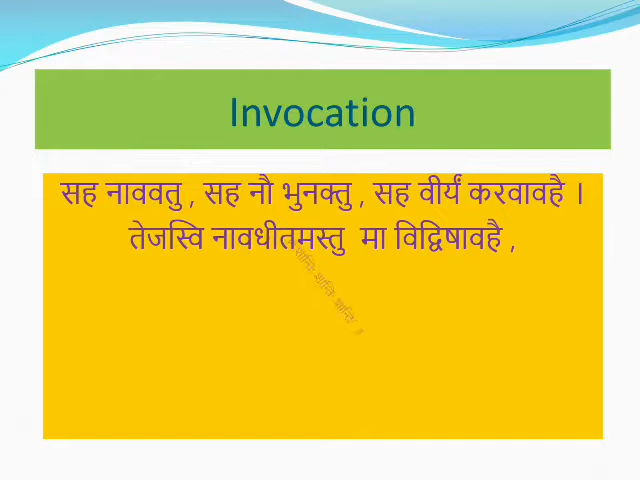 Invocation
सह नाववतु , सह नौ भुनक्तु , सह वीर्यं करवावहै ।
तेजस्वि नावधीतमस्तु मा विद्विषावहै ,
शान्तिः शान्तिः शान्तिः ॥